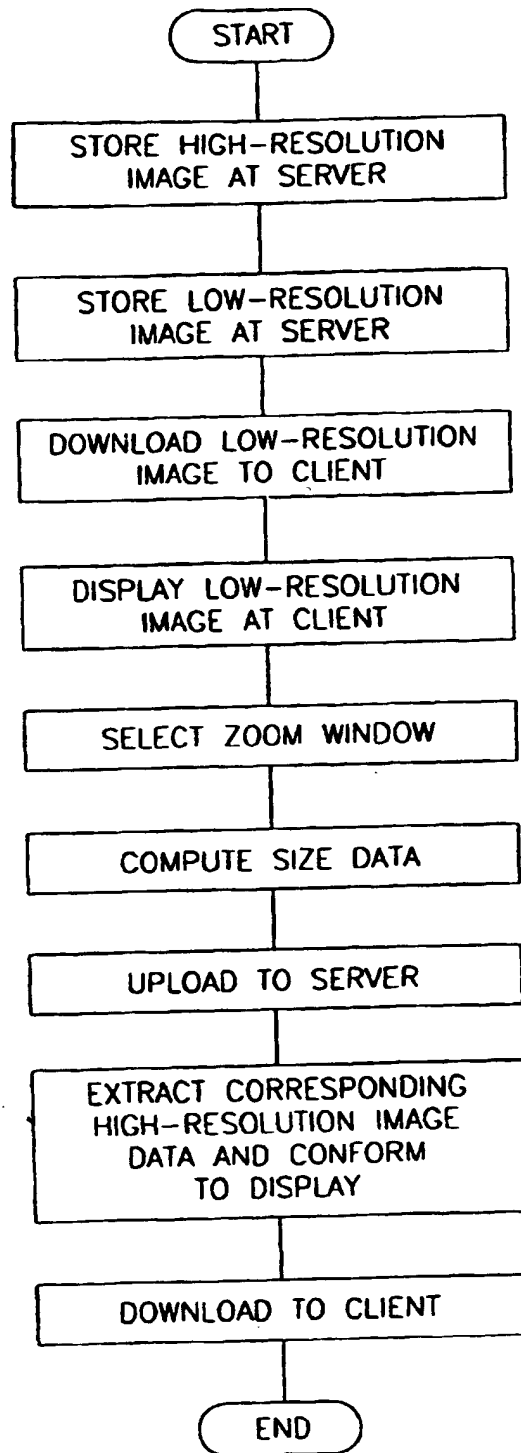 START
STORE HIGH-RESOLUTION
IMAGE AT SERVER
STORE LOW-RESOLUTION
IMAGE AT SERVER
DOWNLOAD LOW-RESOLUTION
IMAGE TO CLIENT
DISPLAY LOW-RESOLUTION
IMAGE AT CLIENT
SELECT ZOOM WINDOW
COMPUTE SIZE DATA
UPLOAD TO SERVER
EXTRACT CORRESPONDING
HIGH-RESOLUTION IMAGE
DATA AND CONFORM
TO DISPLAY
DOWNLOAD TO CLIENT
END